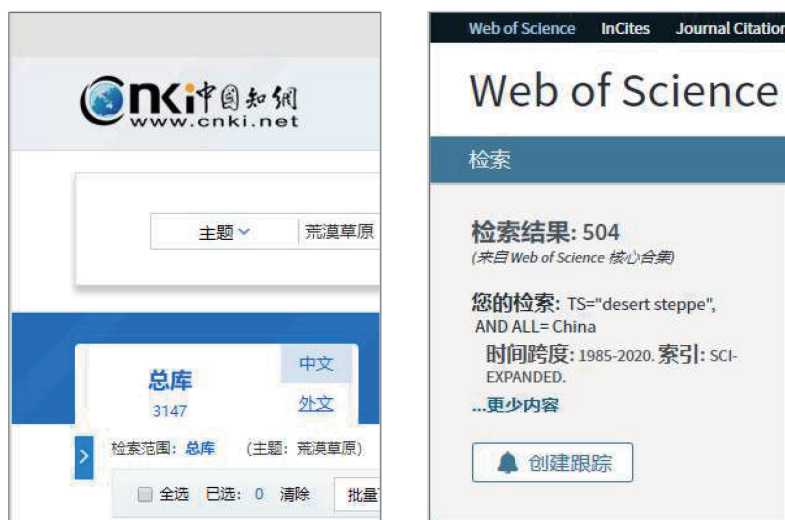 cnki中国知網
www.cnki.net
主题
荒漠草原
总库
3147
中文
外文
检索范围：总库 （主题：荒漠草原）
全选 已选：0 清除 批量
Web of Science InCites Journal Citation
Web of Science
检索
检索结果: 504
(来自 Web of Science 核心合集)
您的检索: TS="desert steppe",
AND ALL= China
时间跨度: 1985-2020. 索引: SCI-
EXPANDED.
...更少内容
创建跟踪